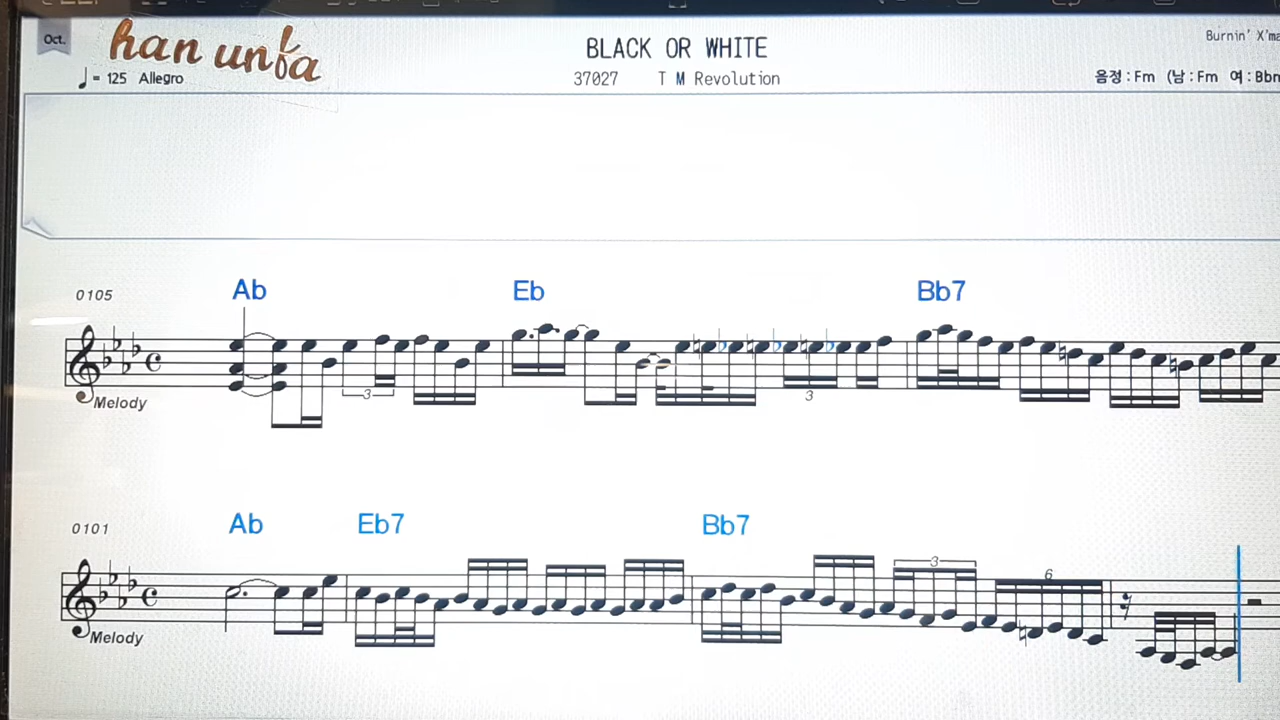 Oct.
han unfa
BLACK OR WHITE
Burnin' X'ma
♩= 125 Allegro
37027 T M Revolution
음정 : Fm (남 : Fm 여 : Bbm
0105
Ab Eb Bb7
3
3
Melody
0101
Ab Eb7 Bb7
3
6
Melody